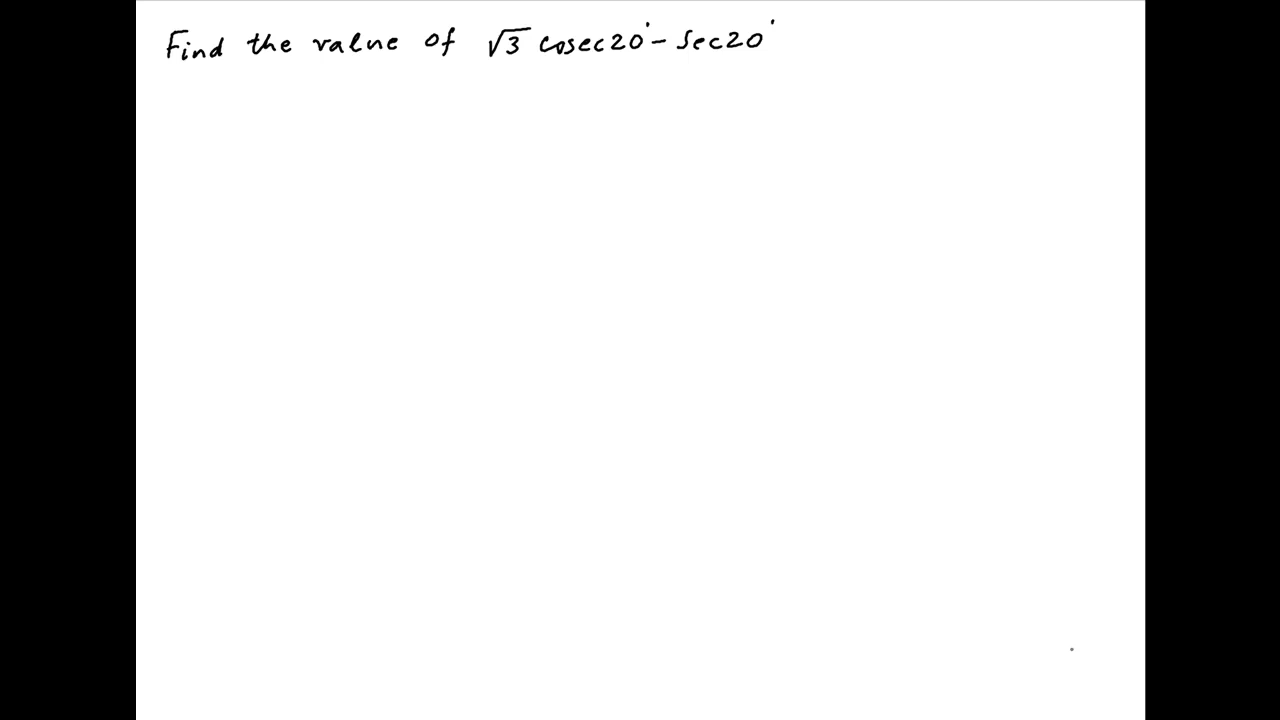 Find the value of √3 cosec20° - sec20°